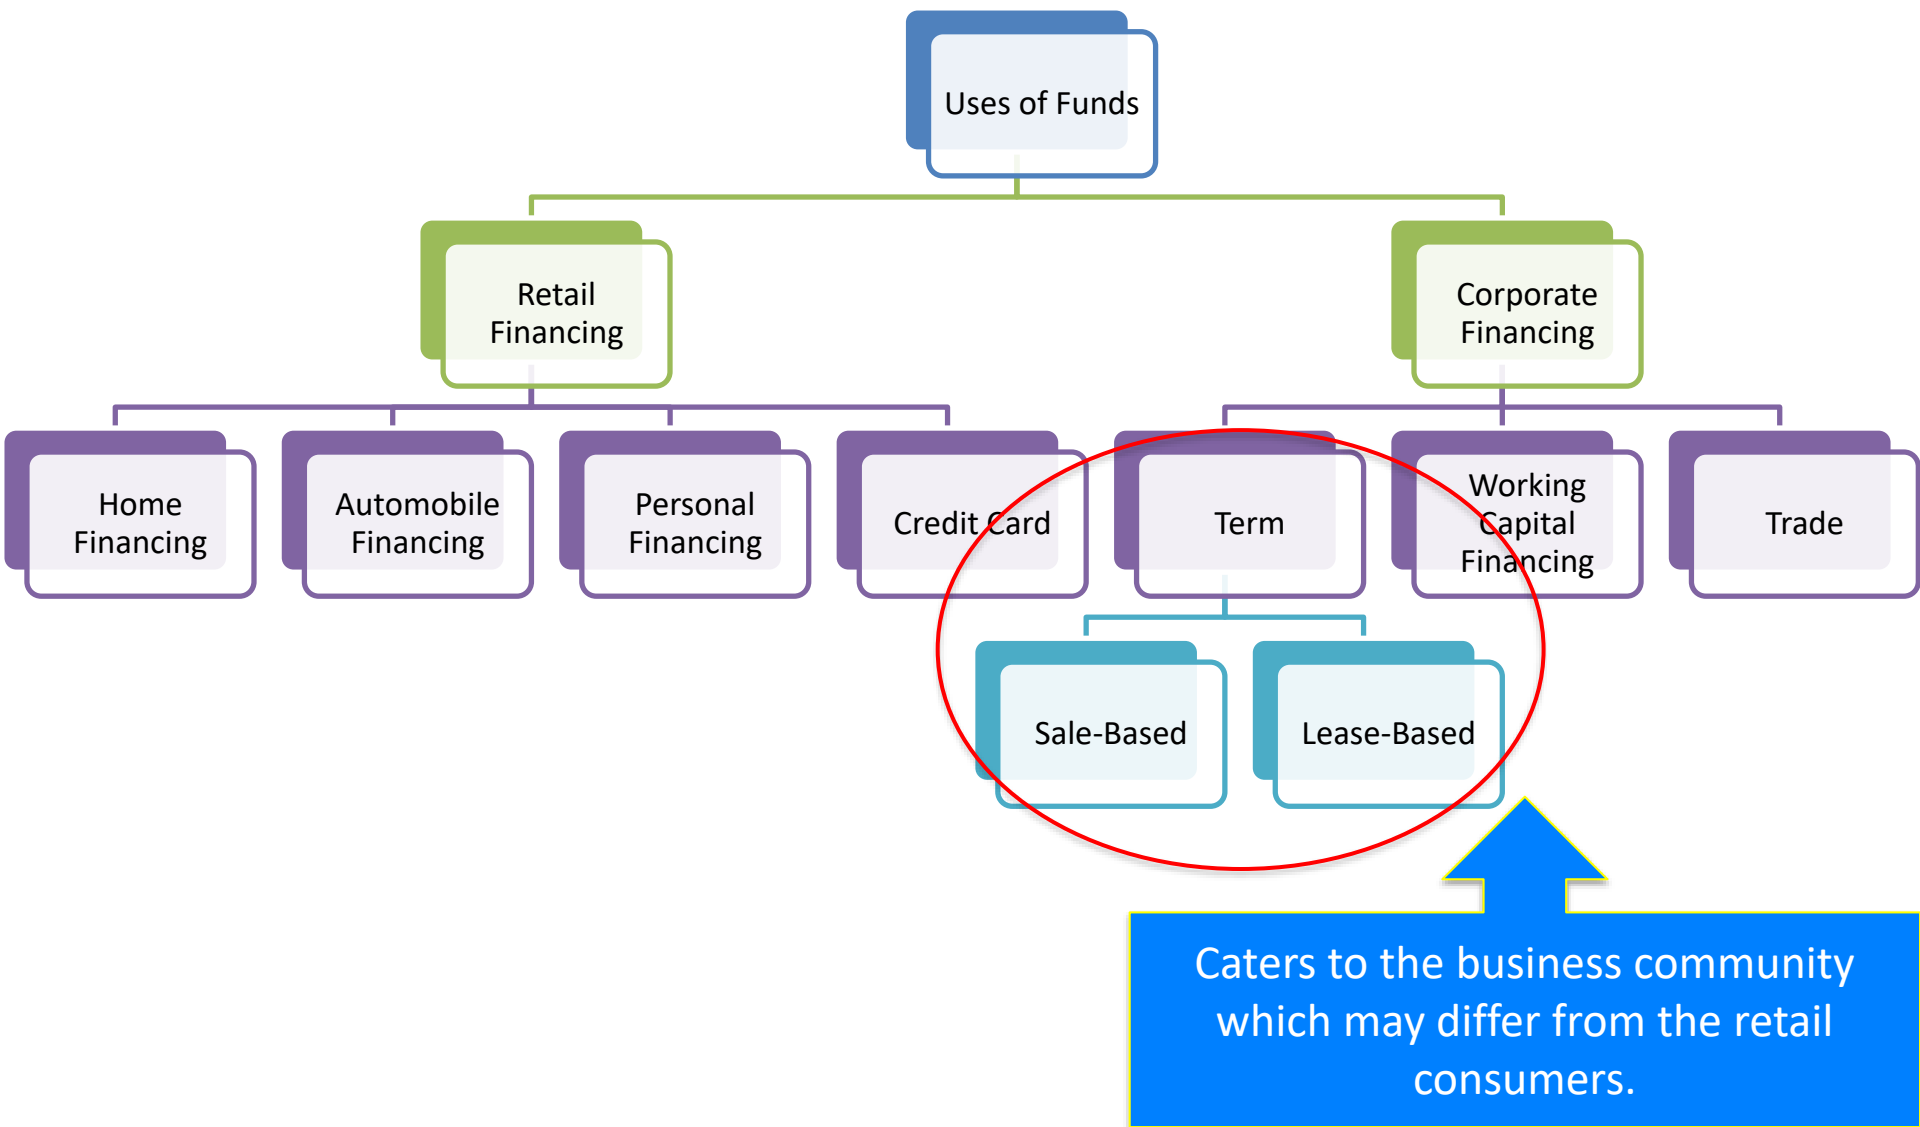 Uses of Funds
Retail
Financing
Corporate
Financing
Home
Financing
Automobile
Financing
Personal
Financing
Credit Card
Term
Working
Capital
Financing
Trade
Sale-Based
Lease-Based
Caters to the business community
which may differ from the retail
consumers.